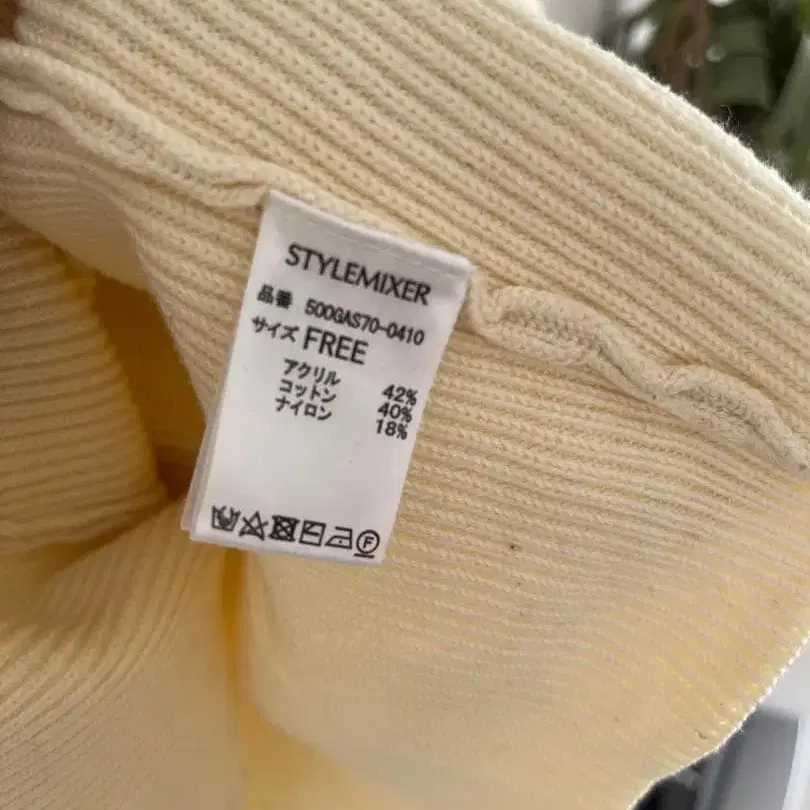 STYLEMIXER
品番 500GAS70-0410
サイズ FREE
アクリル 42%
コットン 40%
ナイロン 18%
F